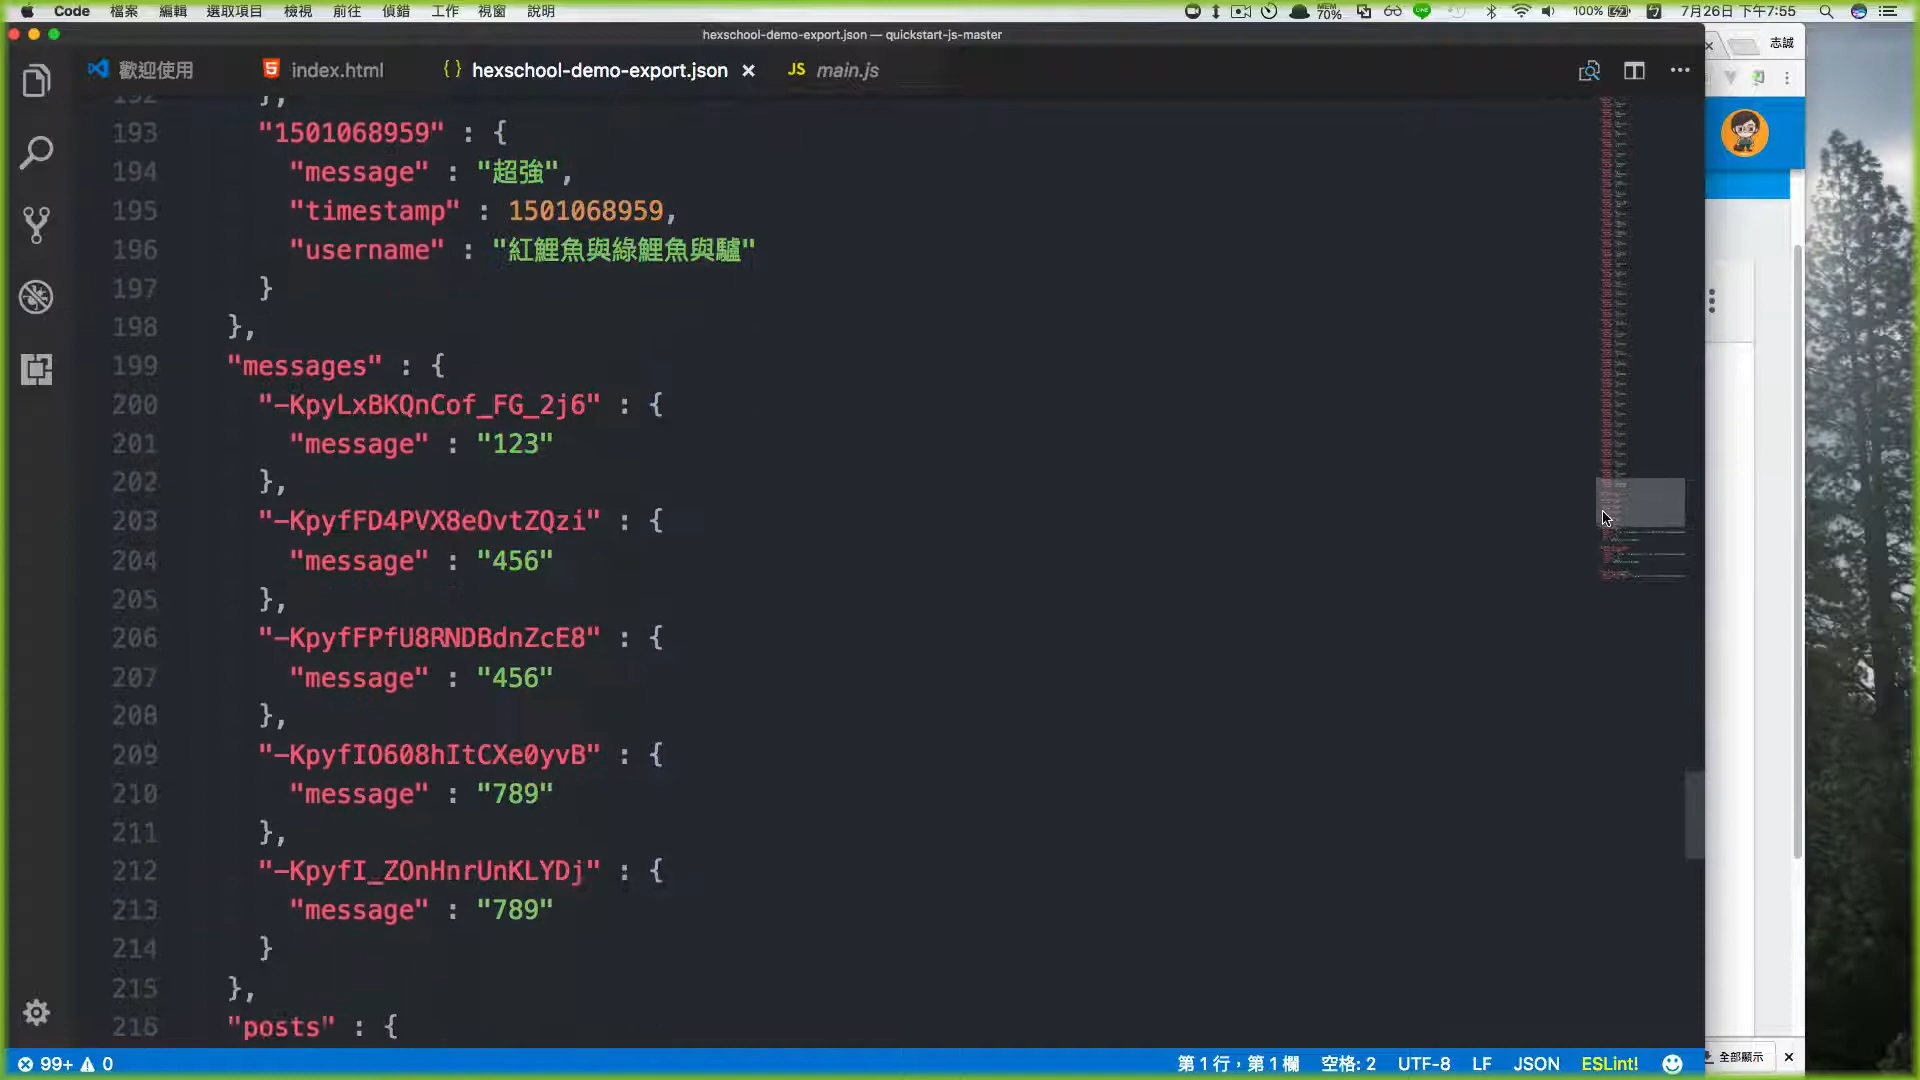 Code 檔案 編輯 選取項目 檢視 前往 偵錯 工作 視窗 說明 MEM 70% 100% 7月26日 下午7:55
hexschool-demo-export.json — quickstart-js-master
志誠
歡迎使用 index.html hexschool-demo-export.json × JS main.js
192 },
193 "1501068959" : {
194 "message" : "超強",
195 "timestamp" : 1501068959,
196 "username" : "紅鯉魚與綠鯉魚與驢"
197 }
198 },
199 "messages" : {
200 "-KpyLxBKQnCof_FG_2j6" : {
201 "message" : "123"
202 },
203 "-KpyfFD4PVX8eOvtZQzi" : {
204 "message" : "456"
205 },
206 "-KpyfFPfU8RNDBdnZcE8" : {
207 "message" : "456"
208 },
209 "-KpyfIO608hItCXe0yvB" : {
210 "message" : "789"
211 },
212 "-KpyfI_ZOnHnrUnKLYDj" : {
213 "message" : "789"
214 }
215 },
216 "posts" : {
99+ 0 第 1 行，第 1 欄 空格: 2 UTF-8 LF JSON ESLint!
全部顯示